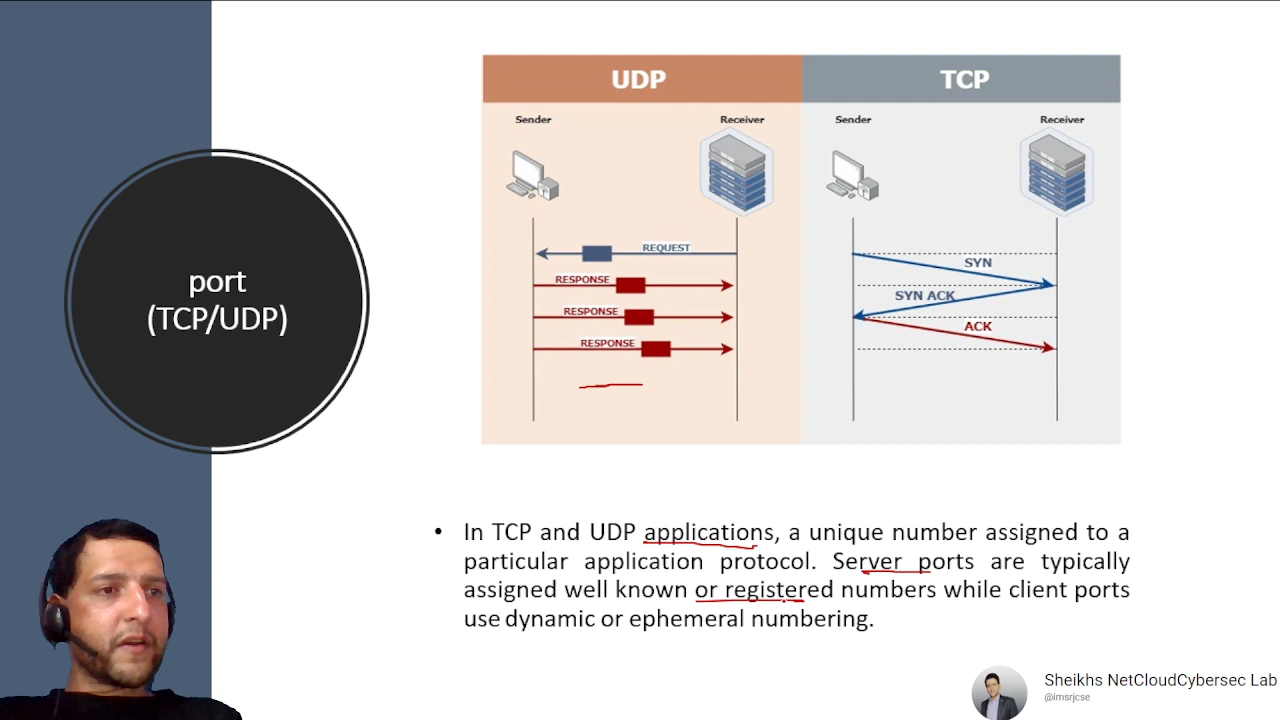 UDP
TCP
Sender
Receiver
Sender
Receiver
REQUEST
RESPONSE
RESPONSE
RESPONSE
SYN
SYN ACK
ACK
port
(TCP/UDP)
• In TCP and UDP applications, a unique number assigned to a
particular application protocol. Server ports are typically
assigned well known or registered numbers while client ports
use dynamic or ephemeral numbering.
Sheikhs NetCloudCybersec Lab
@imsrjcse